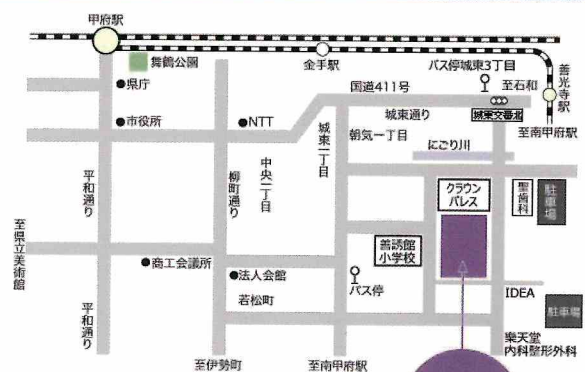 甲府駅
舞鶴公園
金手駅
バス停城東3丁目
善光寺駅
●県庁
国道411号
至石和
城東通り
●市役所
●NTT
城東二丁目
朝気一丁目
城東交番北
至南甲府駅
にごり川
中央二丁目
平和通り
柳町通り
クラウン
パレス
聖歯科
駐車場
至県立美術館
善誘館
小学校
●商工会議所
●法人会館
バス停
若松町
IDEA
平和通り
駐車場
樂天堂
内科整形外科
至伊勢町
至南甲府駅